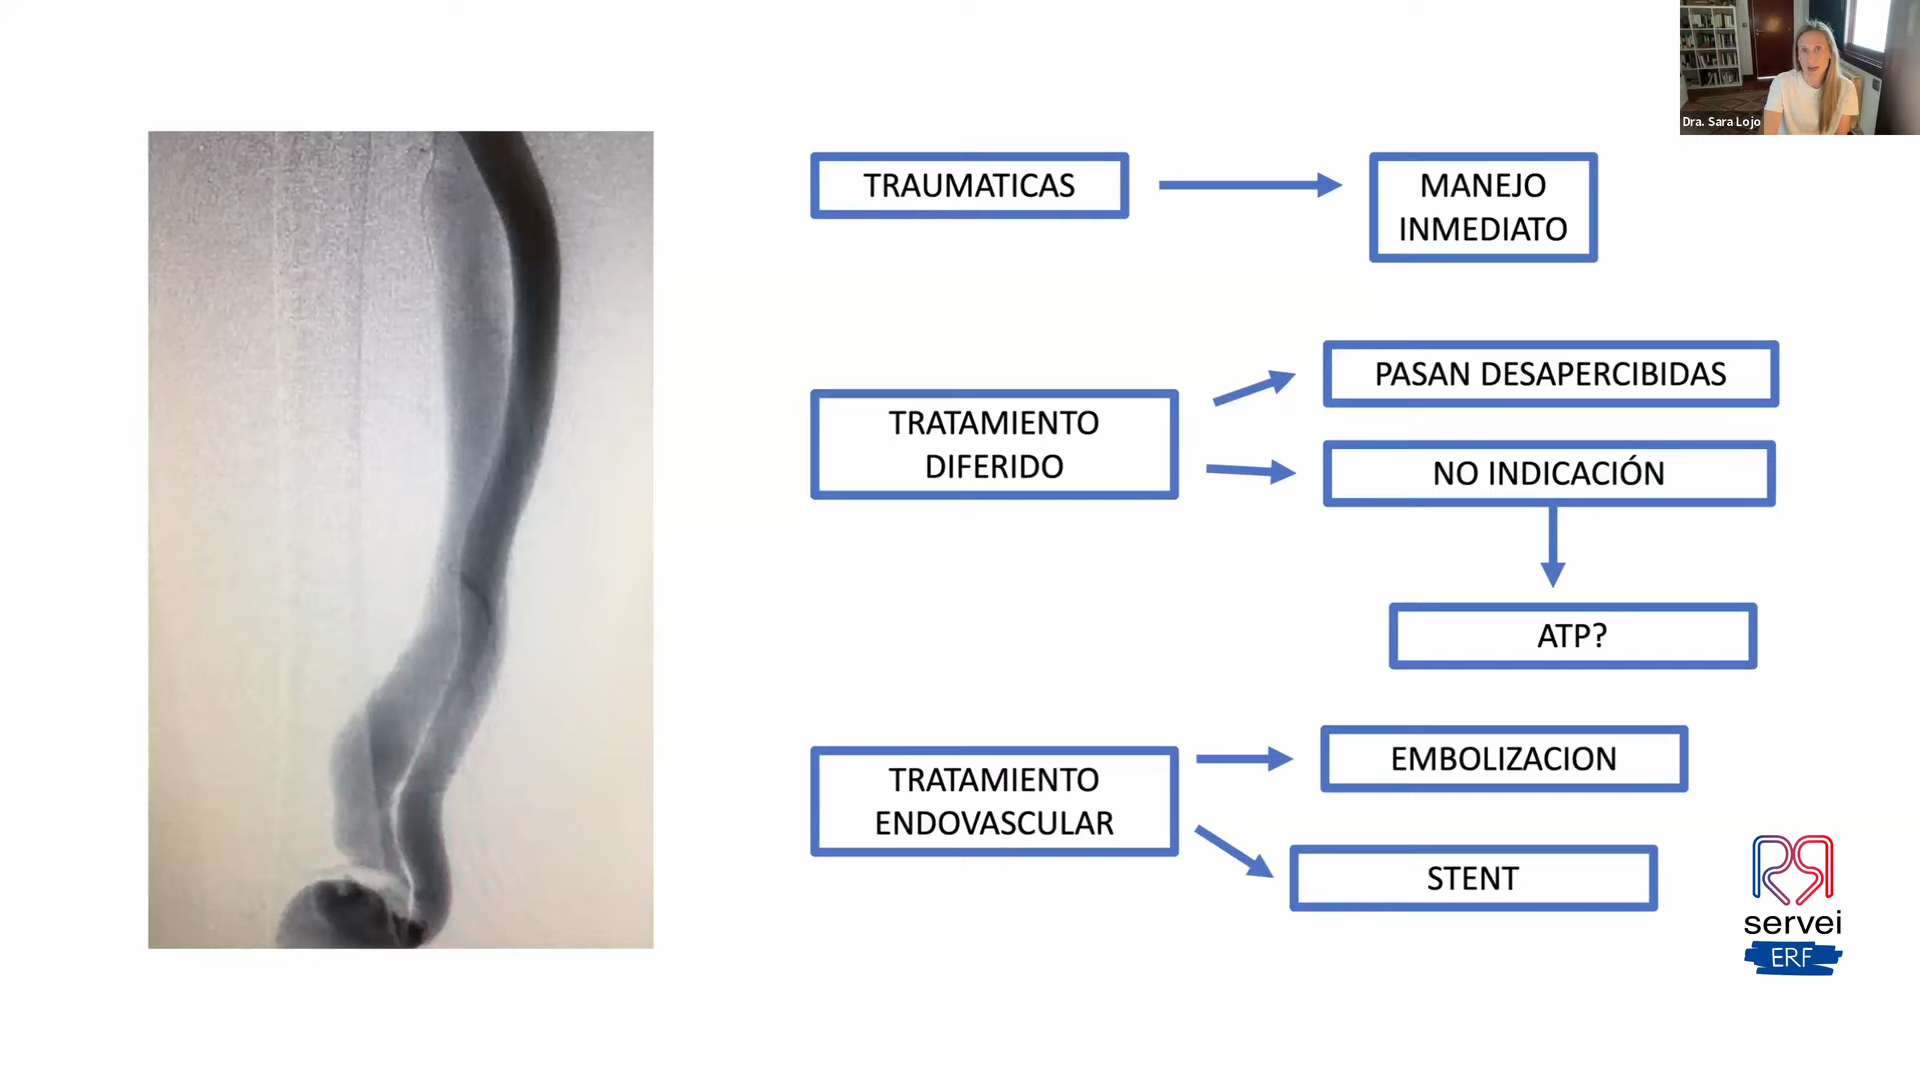 Dra. Sara Lojo
TRAUMATICAS
MANEJO
INMEDIATO
PASAN DESAPERCIBIDAS
TRATAMIENTO
DIFERIDO
NO INDICACIÓN
ATP?
TRATAMIENTO
ENDOVASCULAR
EMBOLIZACION
STENT
servei
ERF